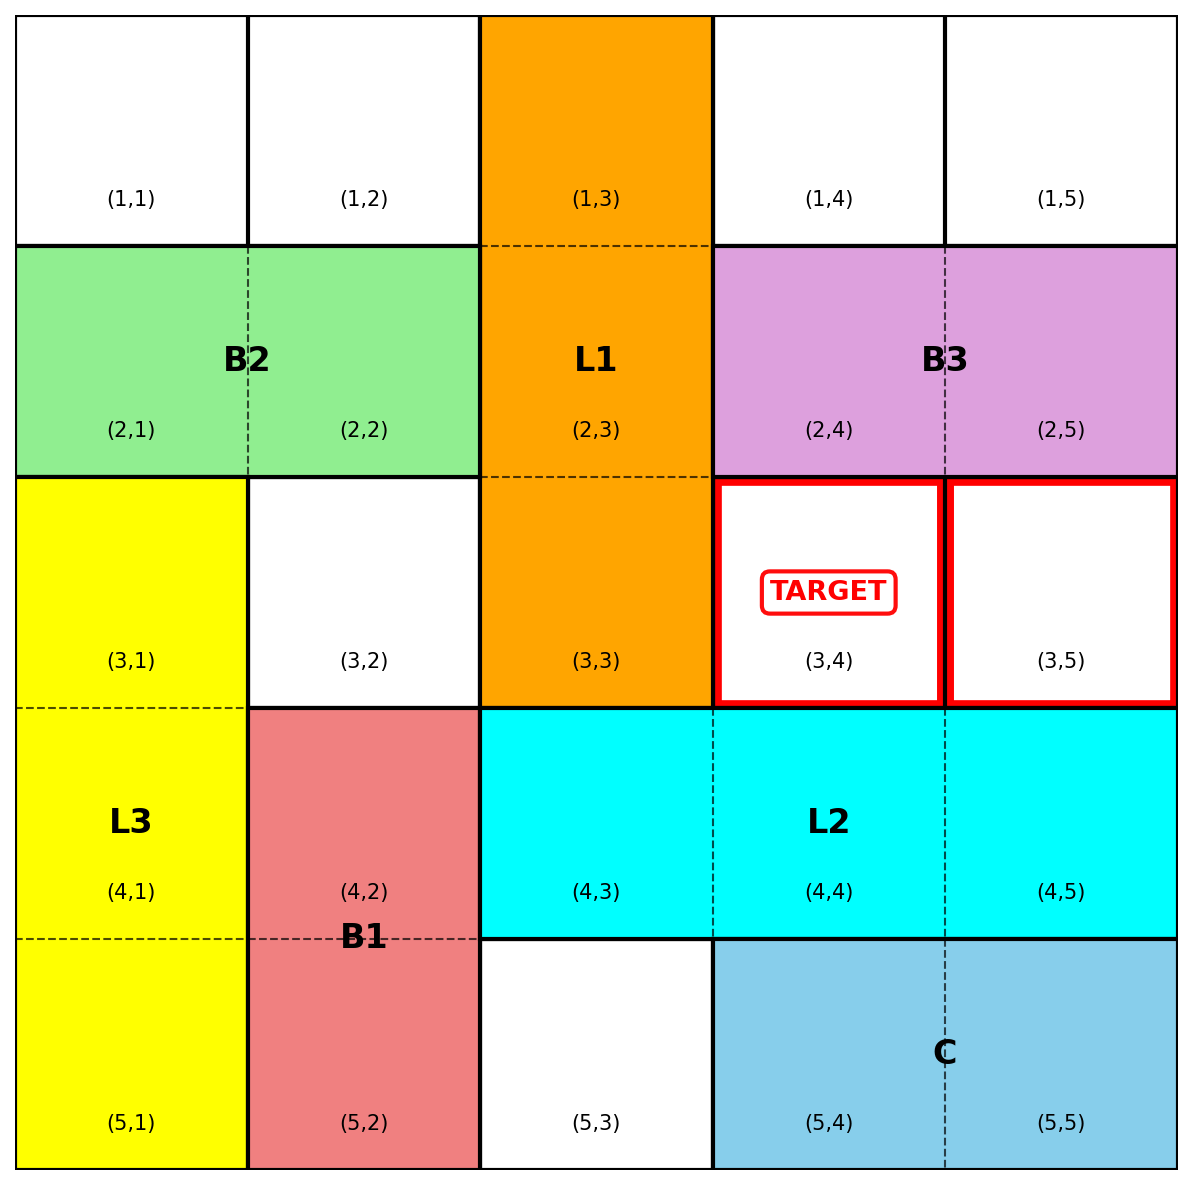 (1,1) (1,2) (1,3) (1,4) (1,5)
B2 L1 B3
(2,1) (2,2) (2,3) (2,4) (2,5)
TARGET
(3,1) (3,2) (3,3) (3,4) (3,5)
L3 L2
(4,1) (4,2) (4,3) (4,4) (4,5)
B1
C
(5,1) (5,2) (5,3) (5,4) (5,5)